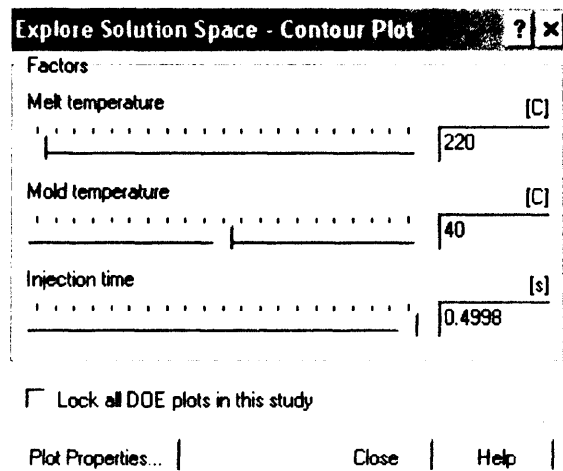 Explore Solution Space - Contour Plot ? ×
Factors
Melt temperature [C]
220
Mold temperature [C]
40
Injection time [s]
0.4998
Lock all DOE plots in this study
Plot Properties... Close Help